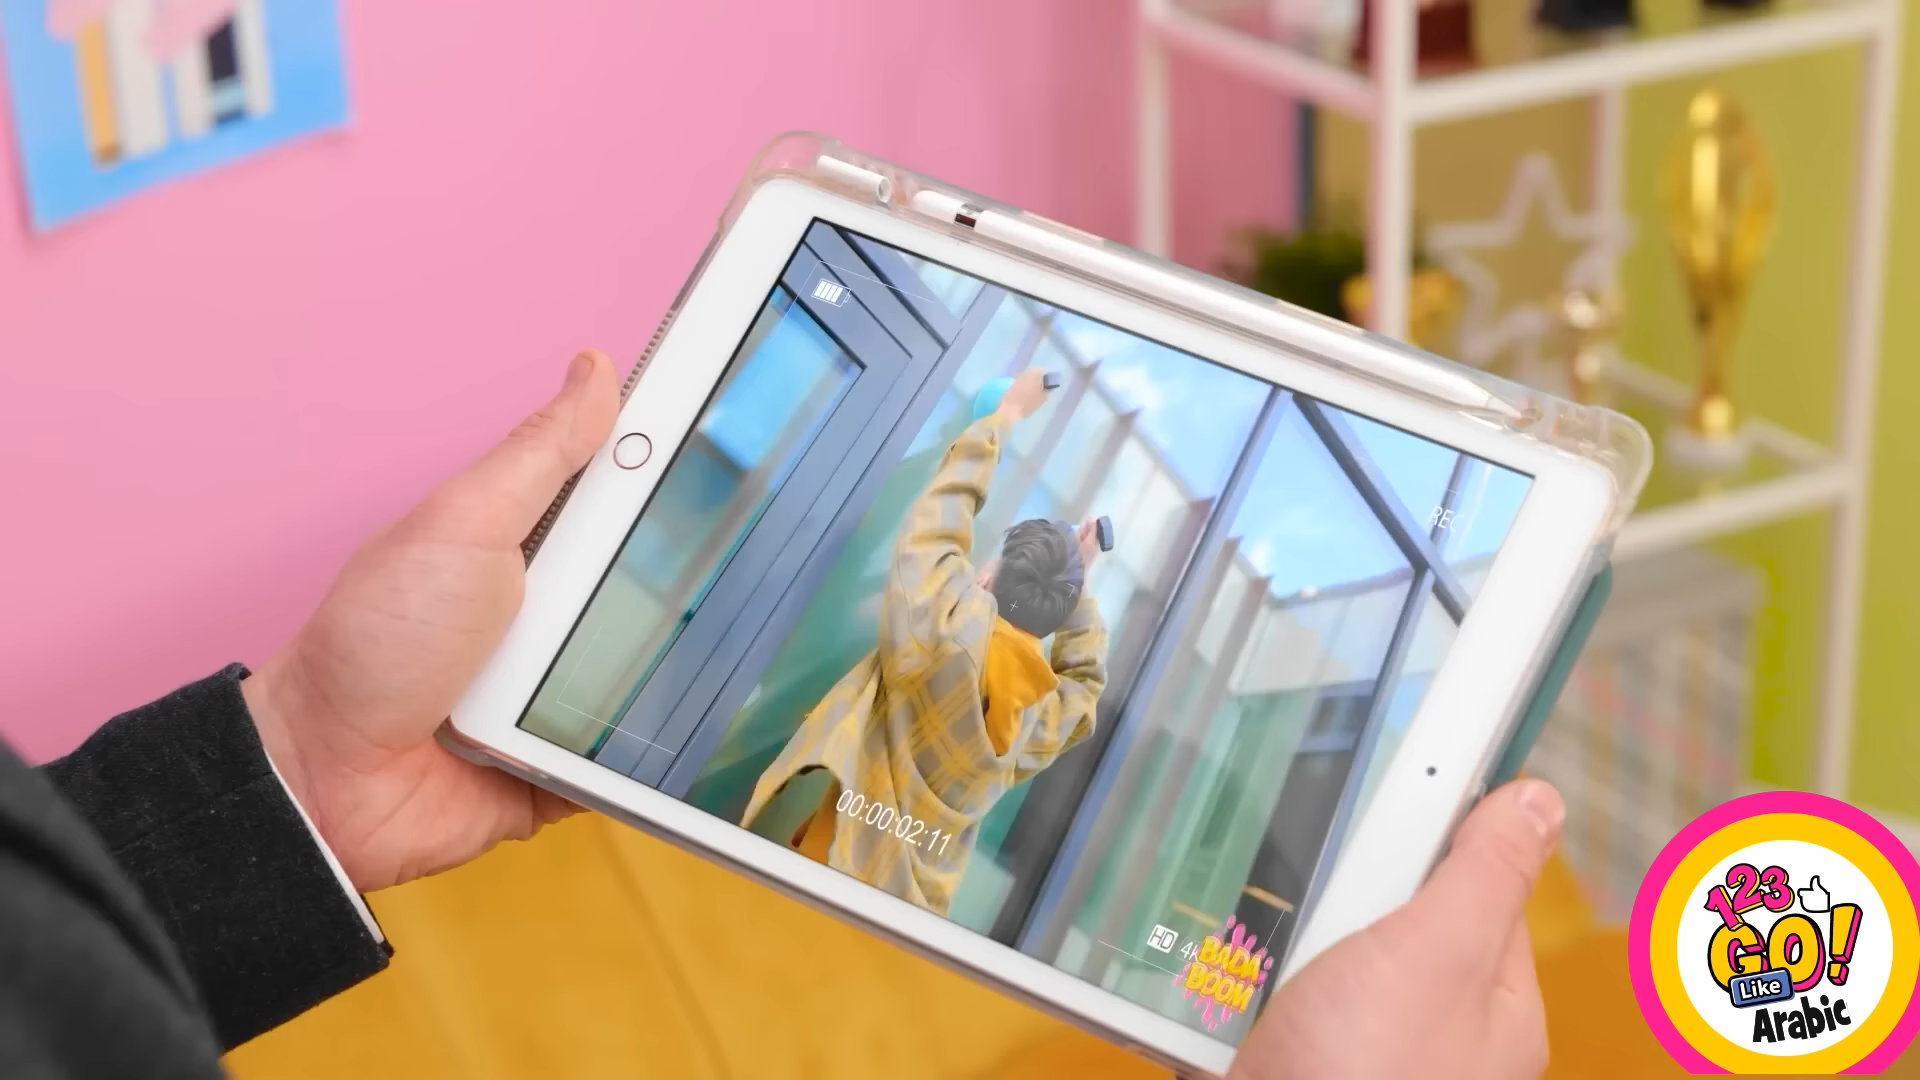 REC
00:00:02:11
HD 4K
BADA
BOOM
123
GO!
Like
Arabic